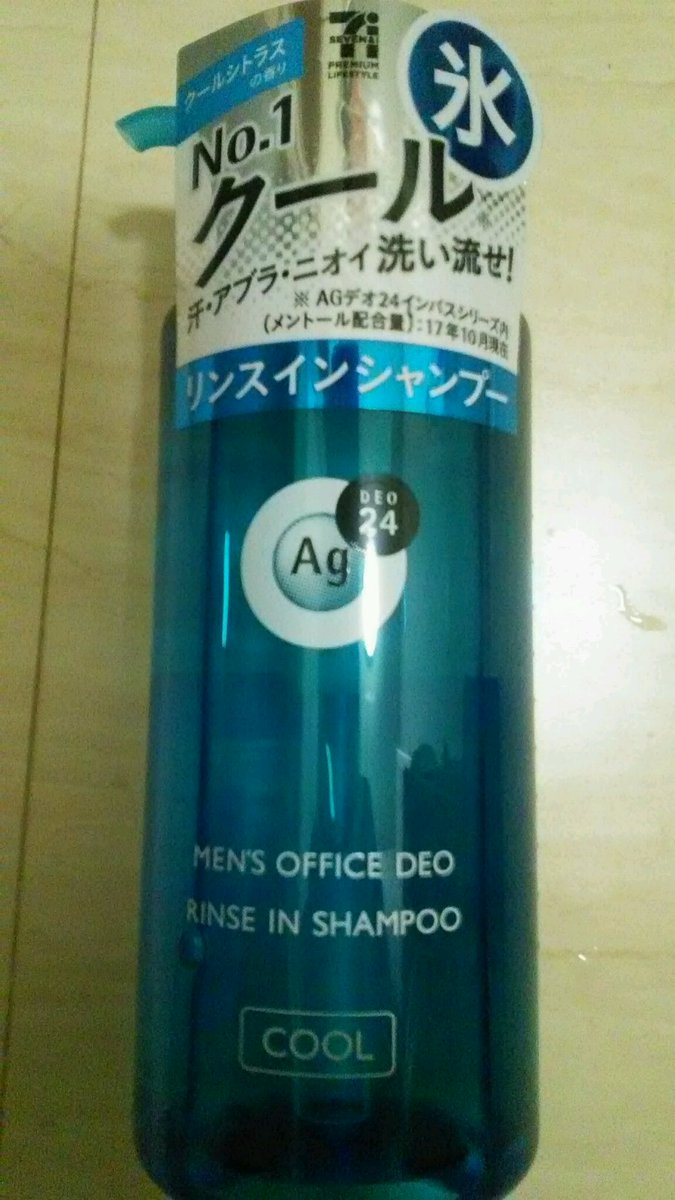 クールシトラス
の香り
SEVEN&i
PREMIUM
LIFESTYLE
氷
No.1
クール
汗・アブラ・ニオイ 洗い流せ!
※ AGデオ24インバスシリーズ内
(メントール配合量):17年10月現在
リンスインシャンプー
DEO
24
Ag
MEN'S OFFICE DEO
RINSE IN SHAMPOO
COOL